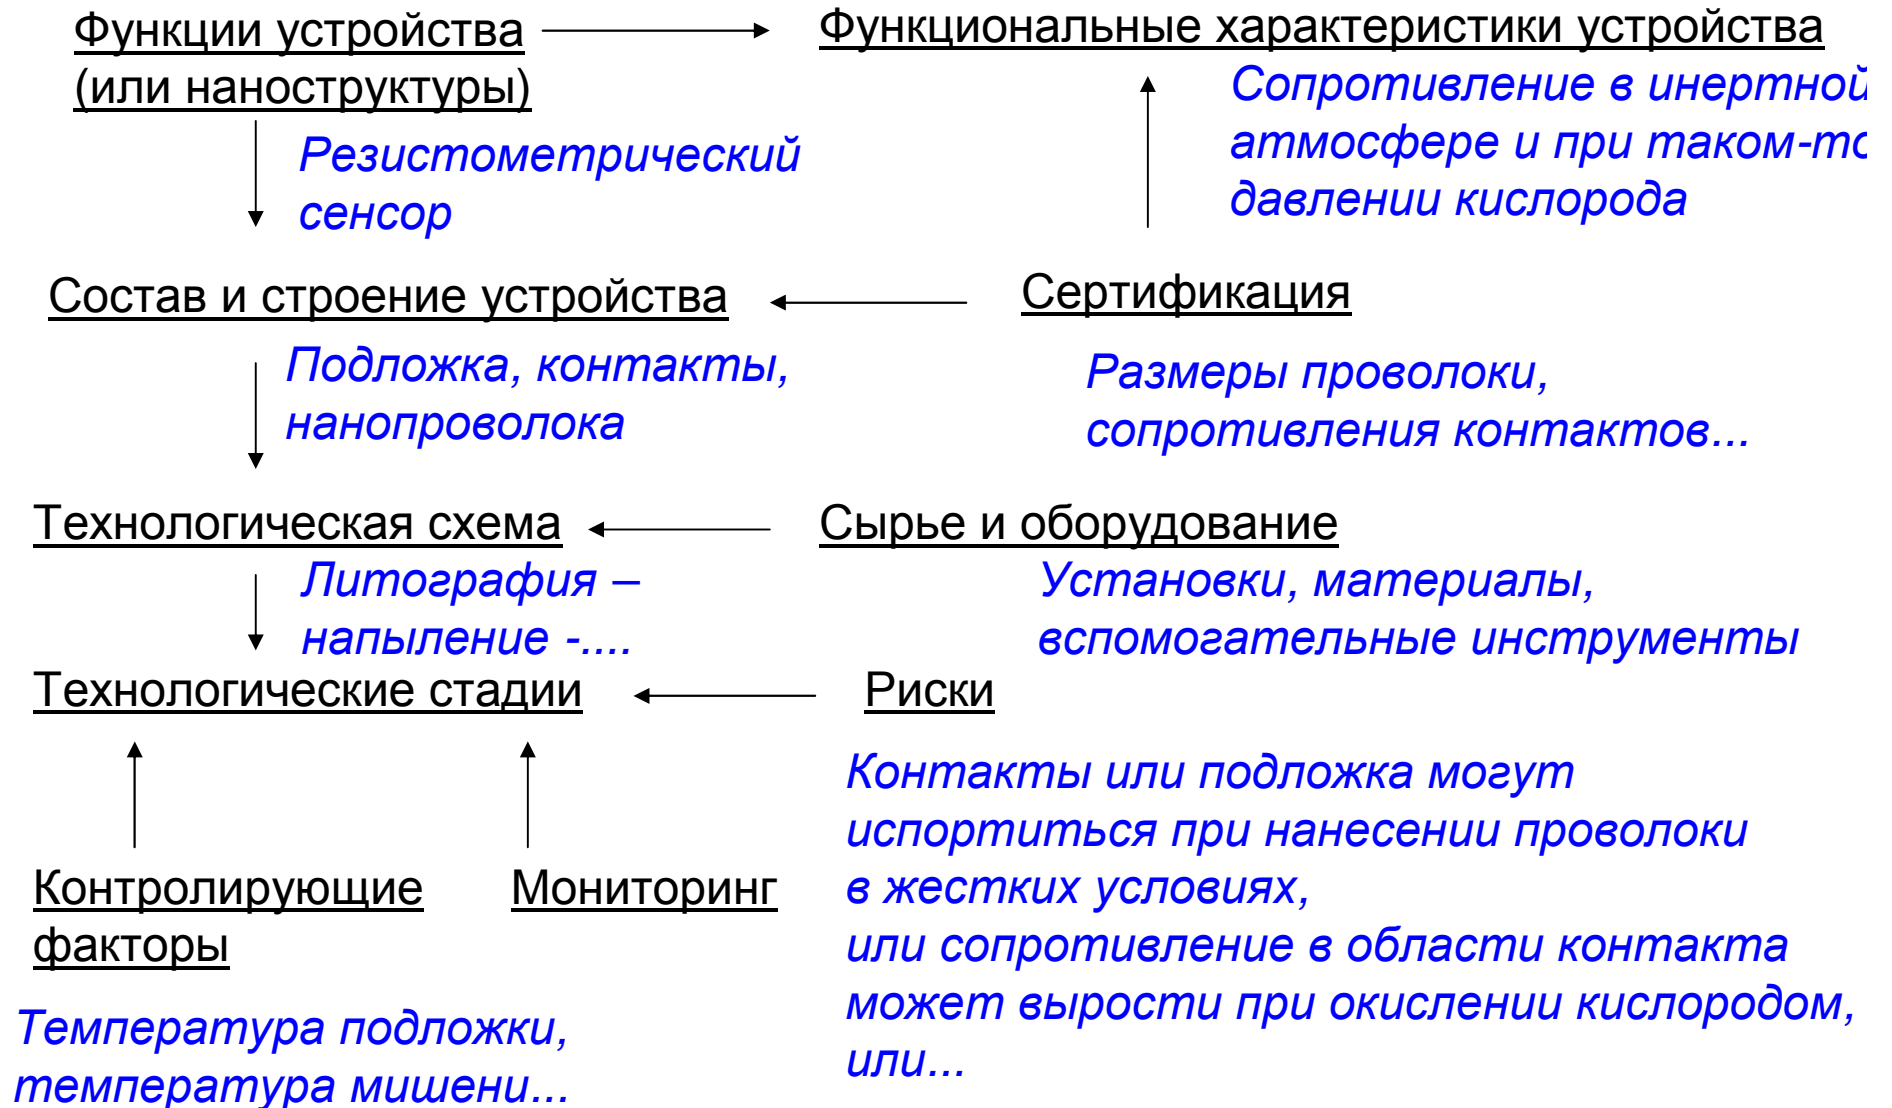 Функции устройства
(или наноструктуры)
Функциональные характеристики устройства
Сопротивление в инертной
атмосфере и при таком-то
давлении кислорода
Резистометрический
сенсор
Состав и строение устройства
Сертификация
Подложка, контакты,
нанопроволока
Размеры проволоки,
сопротивления контактов...
Технологическая схема
Сырье и оборудование
Литография –
напыление -....
Установки, материалы,
вспомогательные инструменты
Технологические стадии
Риски
Контакты или подложка могут
испортиться при нанесении проволоки
в жестких условиях,
или сопротивление в области контакта
может вырости при окислении кислородом,
или...
Контролирующие
факторы
Мониторинг
Температура подложки,
температура мишени...